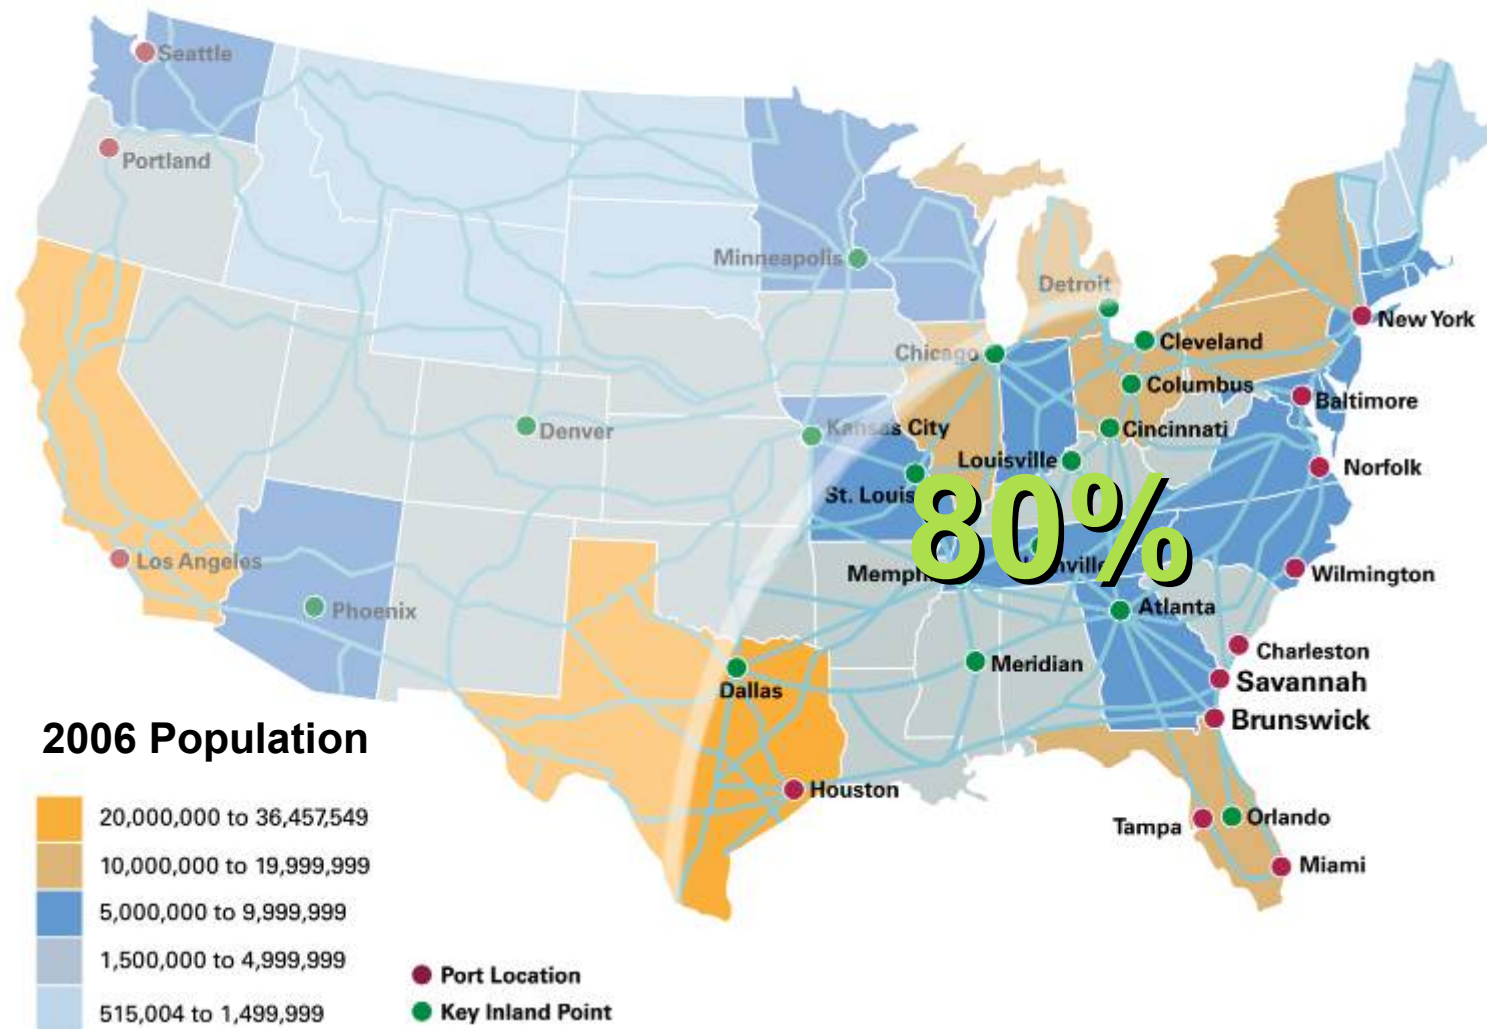 Seattle
Portland
Minneapolis
Detroit
New York
Cleveland
Chicago
Columbus
Baltimore
Denver
Kansas City
Cincinnati
Louisville
Norfolk
St. Louis
80%
Los Angeles
Wilmington
Phoenix
Atlanta
Charleston
Meridian
Savannah
Dallas
Brunswick
2006 Population
Houston
Tampa
Orlando
Miami
20,000,000 to 36,457,549
10,000,000 to 19,999,999
5,000,000 to 9,999,999
1,500,000 to 4,999,999
515,004 to 1,499,999
Port Location
Key Inland Point